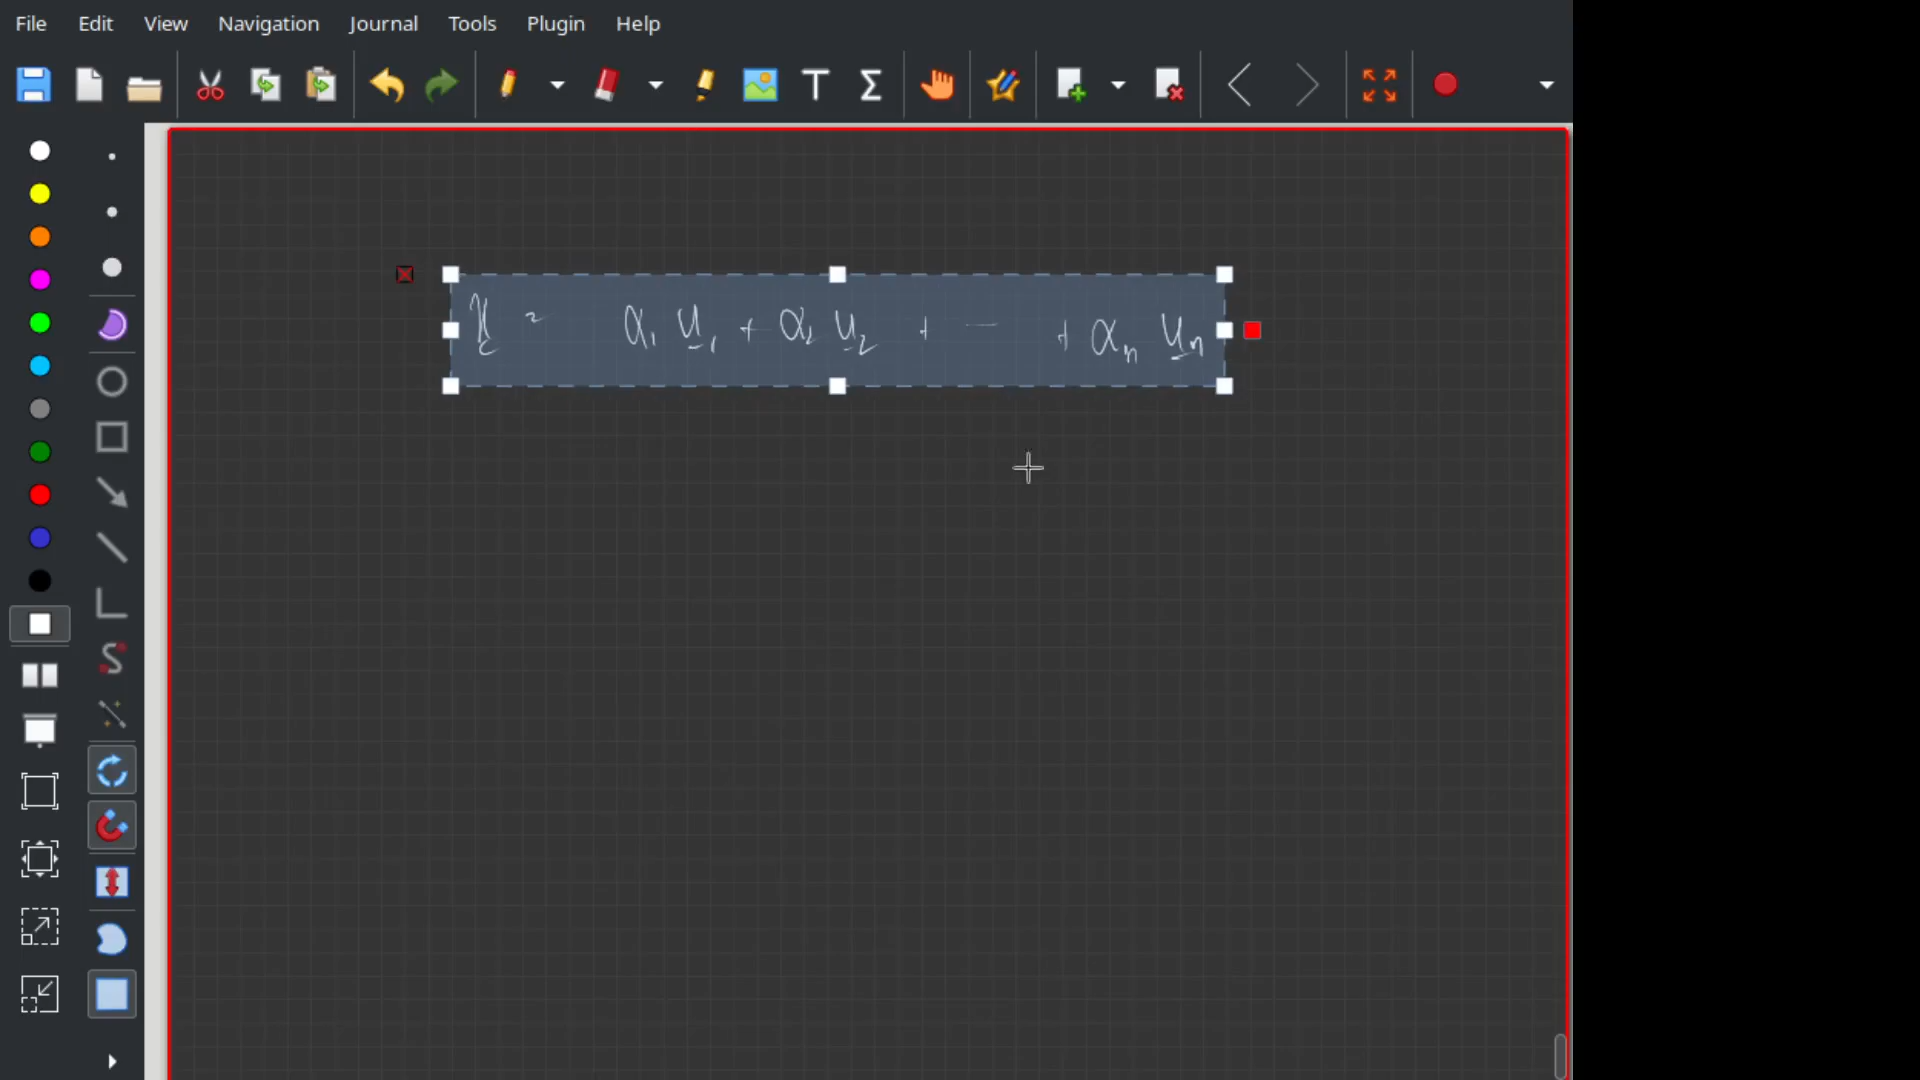 File Edit View Navigation Journal Tools Plugin Help
x = α₁ u₁ + α₂ u₂ + — + αₙ uₙ